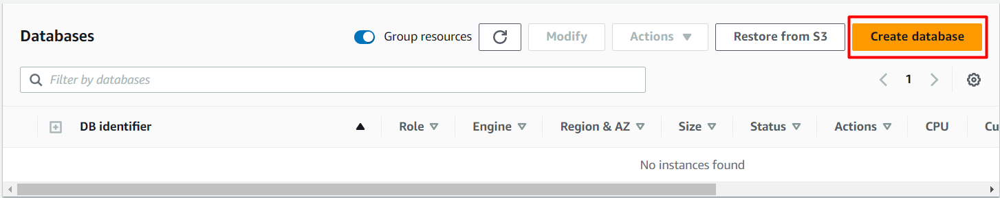 Databases
Group resources
Modify
Actions
Restore from S3
Create database
Filter by databases
1
DB identifier
Role
Engine
Region & AZ
Size
Status
Actions
CPU
Cu
No instances found